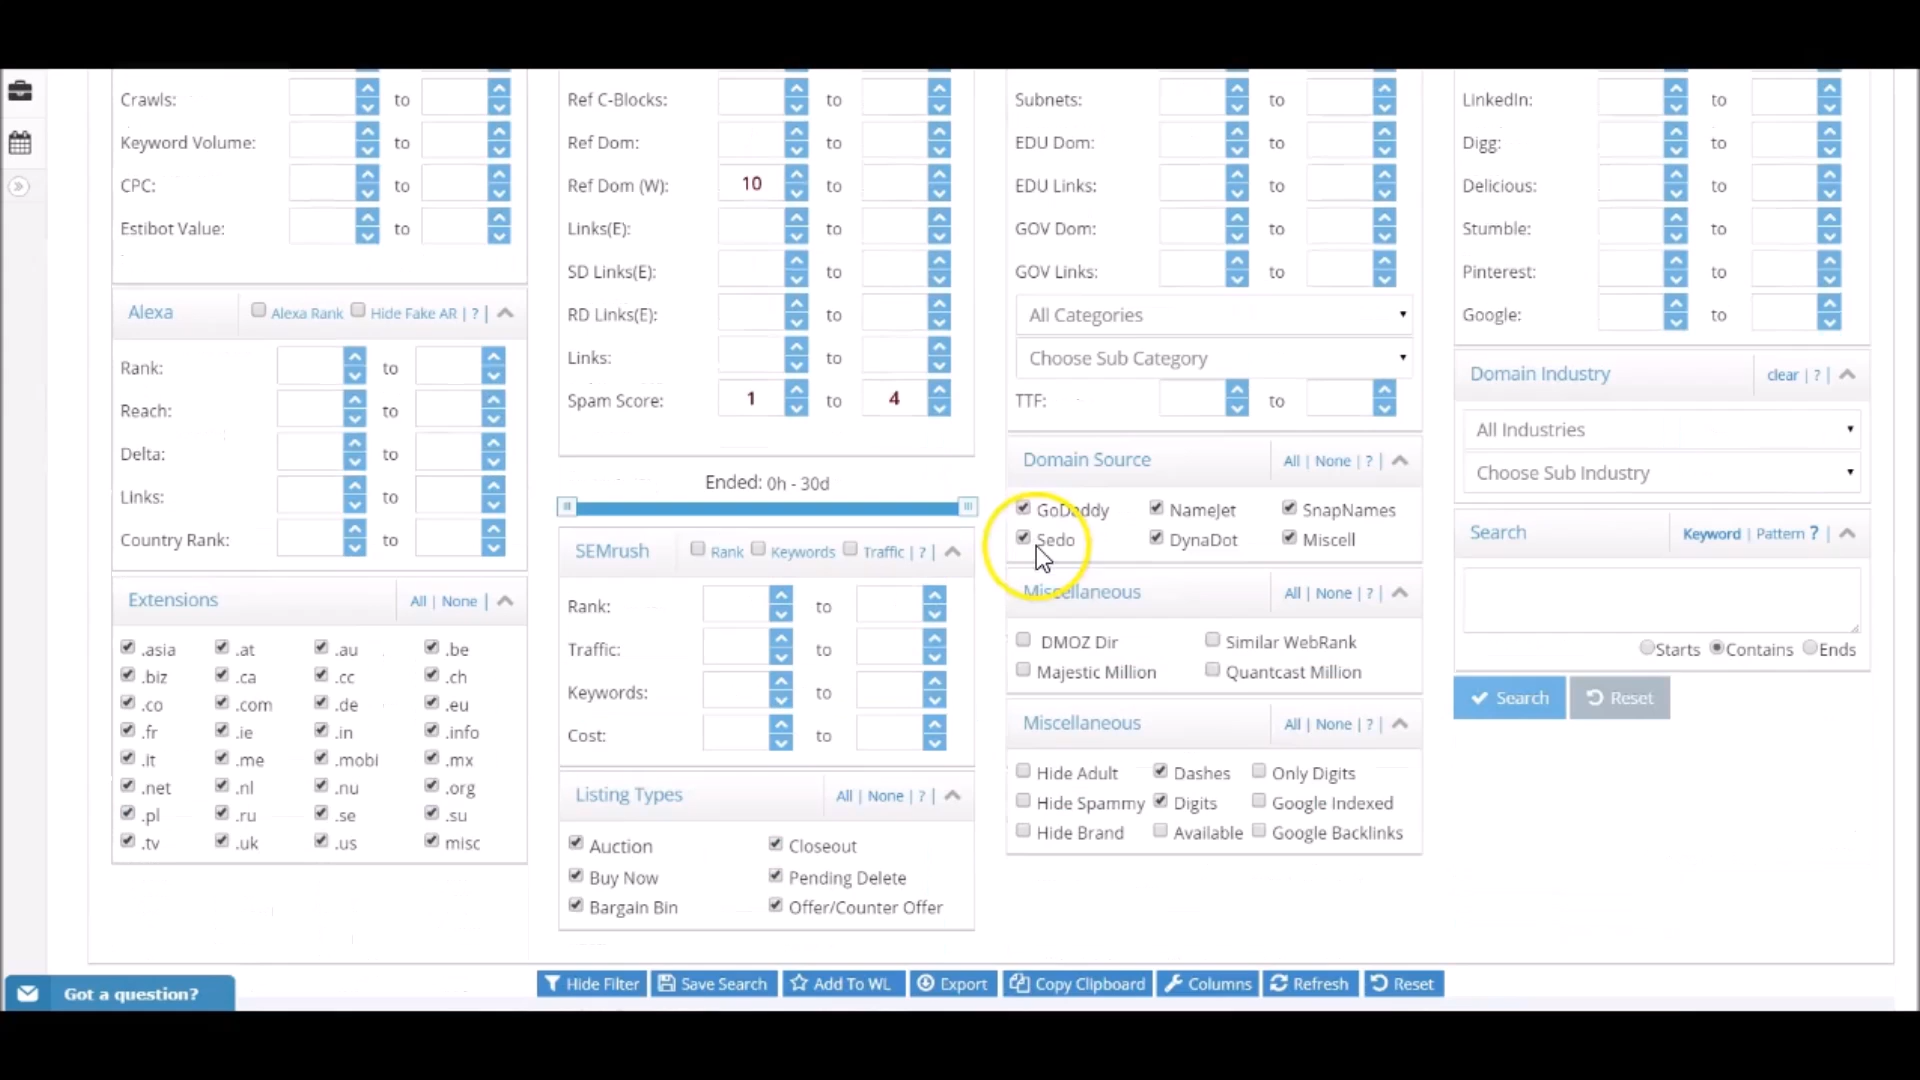 Crawls: to
Keyword Volume: to
CPC: to
Estibot Value: to
Alexa Alexa Rank Hide Fake AR | ? |
Rank: to
Reach: to
Delta: to
Links: to
Country Rank: to
Extensions All | None |
.asia .at .au .be
.biz .ca .cc .ch
.co .com .de .eu
.fr .ie .in .info
.it .me .mobi .mx
.net .nl .nu .org
.pl .ru .se .su
.tv .uk .us misc
Ref C-Blocks: to
Ref Dom: to
Ref Dom (W): 10 to
Links(E): to
SD Links(E): to
RD Links(E): to
Links: to
Spam Score: 1 to 4
Ended: 0h - 30d
SEMrush Rank Keywords Traffic | ? |
Rank: to
Traffic: to
Keywords: to
Cost: to
Listing Types All | None | ? |
Auction Closeout
Buy Now Pending Delete
Bargain Bin Offer/Counter Offer
Subnets: to
EDU Dom: to
EDU Links: to
GOV Dom: to
GOV Links: to
All Categories
Choose Sub Category
TTF: to
Domain Source All | None | ? |
GoDaddy NameJet SnapNames
Sedo DynaDot Miscell
Miscellaneous All | None | ? |
DMOZ Dir Similar WebRank
Majestic Million Quantcast Million
Miscellaneous All | None | ? |
Hide Adult Dashes Only Digits
Hide Spammy Digits Google Indexed
Hide Brand Available Google Backlinks
LinkedIn: to
Digg: to
Delicious: to
Stumble: to
Pinterest: to
Google: to
Domain Industry clear | ? |
All Industries
Choose Sub Industry
Search Keyword | Pattern ? |
Starts Contains Ends
Search Reset
Got a question?
Hide Filter Save Search Add To WL Export Copy Clipboard Columns Refresh Reset